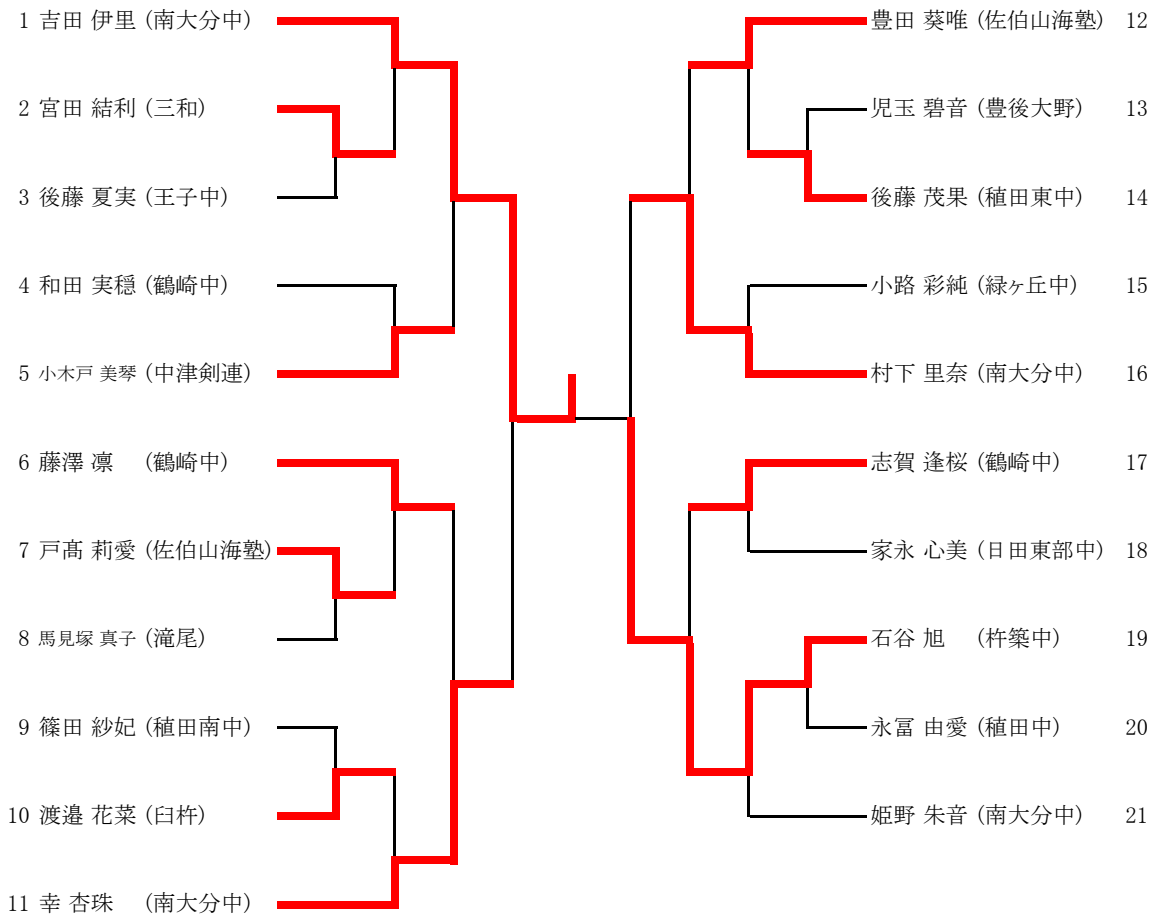 1 吉田 伊里 (南大分中)
2 宮田 結利 (三和)
3 後藤 夏実 (王子中)
4 和田 実穏 (鶴崎中)
5 小木戸 美琴 (中津剣連)
6 藤澤 凛 (鶴崎中)
7 戸髙 莉愛 (佐伯山海塾)
8 馬見塚 真子 (滝尾)
9 篠田 紗妃 (稙田南中)
10 渡邉 花菜 (臼杵)
11 幸 杏珠 (南大分中)
豊田 葵唯 (佐伯山海塾) 12
児玉 碧音 (豊後大野) 13
後藤 茂果 (稙田東中) 14
小路 彩純 (緑ヶ丘中) 15
村下 里奈 (南大分中) 16
志賀 逢桜 (鶴崎中) 17
家永 心美 (日田東部中) 18
石谷 旭 (杵築中) 19
永冨 由愛 (稙田中) 20
姫野 朱音 (南大分中) 21